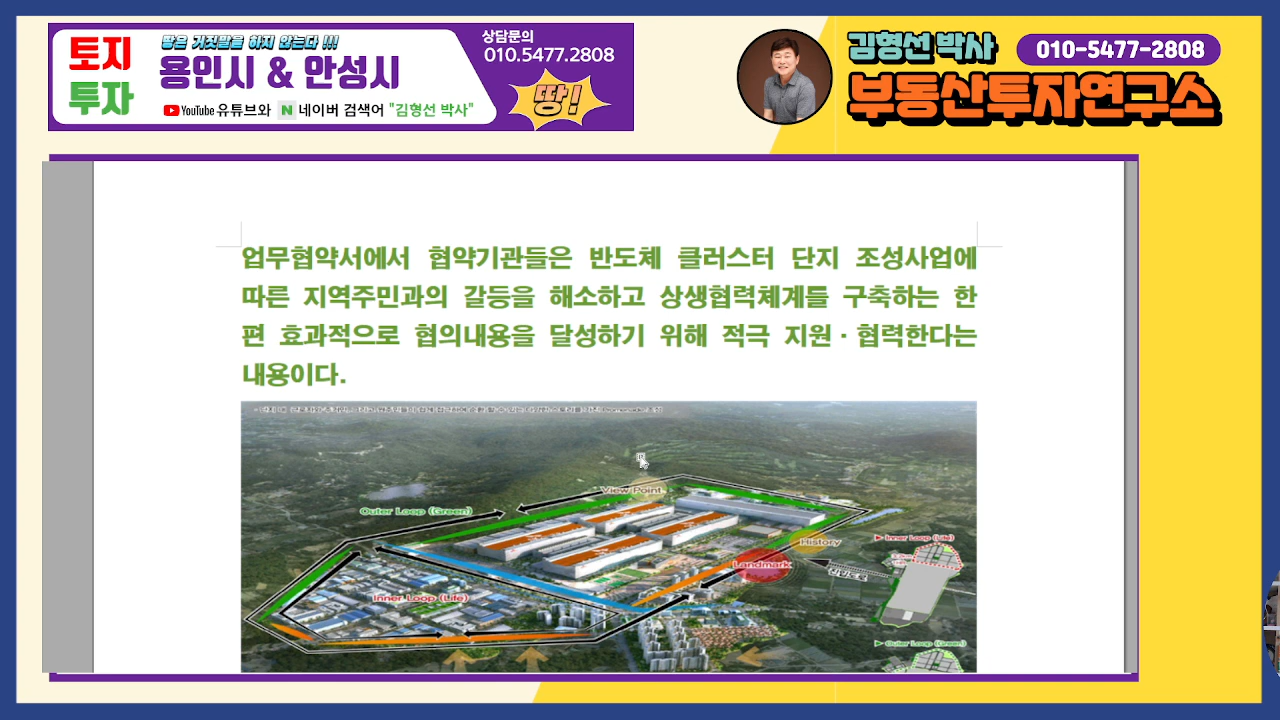 토지
투자
땅은 거짓말을 하지 않는다 !!!
용인시 & 안성시
YouTube 유튜브와 N 네이버 검색어 "김형선 박사"
상담문의
010.5477.2808
땅!
김형선 박사
010-5477-2808
부동산투자연구소
업무협약서에서 협약기관들은 반도체 클러스터 단지 조성사업에
따른 지역주민과의 갈등을 해소하고 상생협력체계를 구축하는 한
편 효과적으로 협의내용을 달성하기 위해 적극 지원·협력한다는
내용이다.
View Point
Outer Loop (Green)
History
Inner Loop (Life)
Landmark
진입도로
Inner Loop (Life)
Outer Loop (Green)